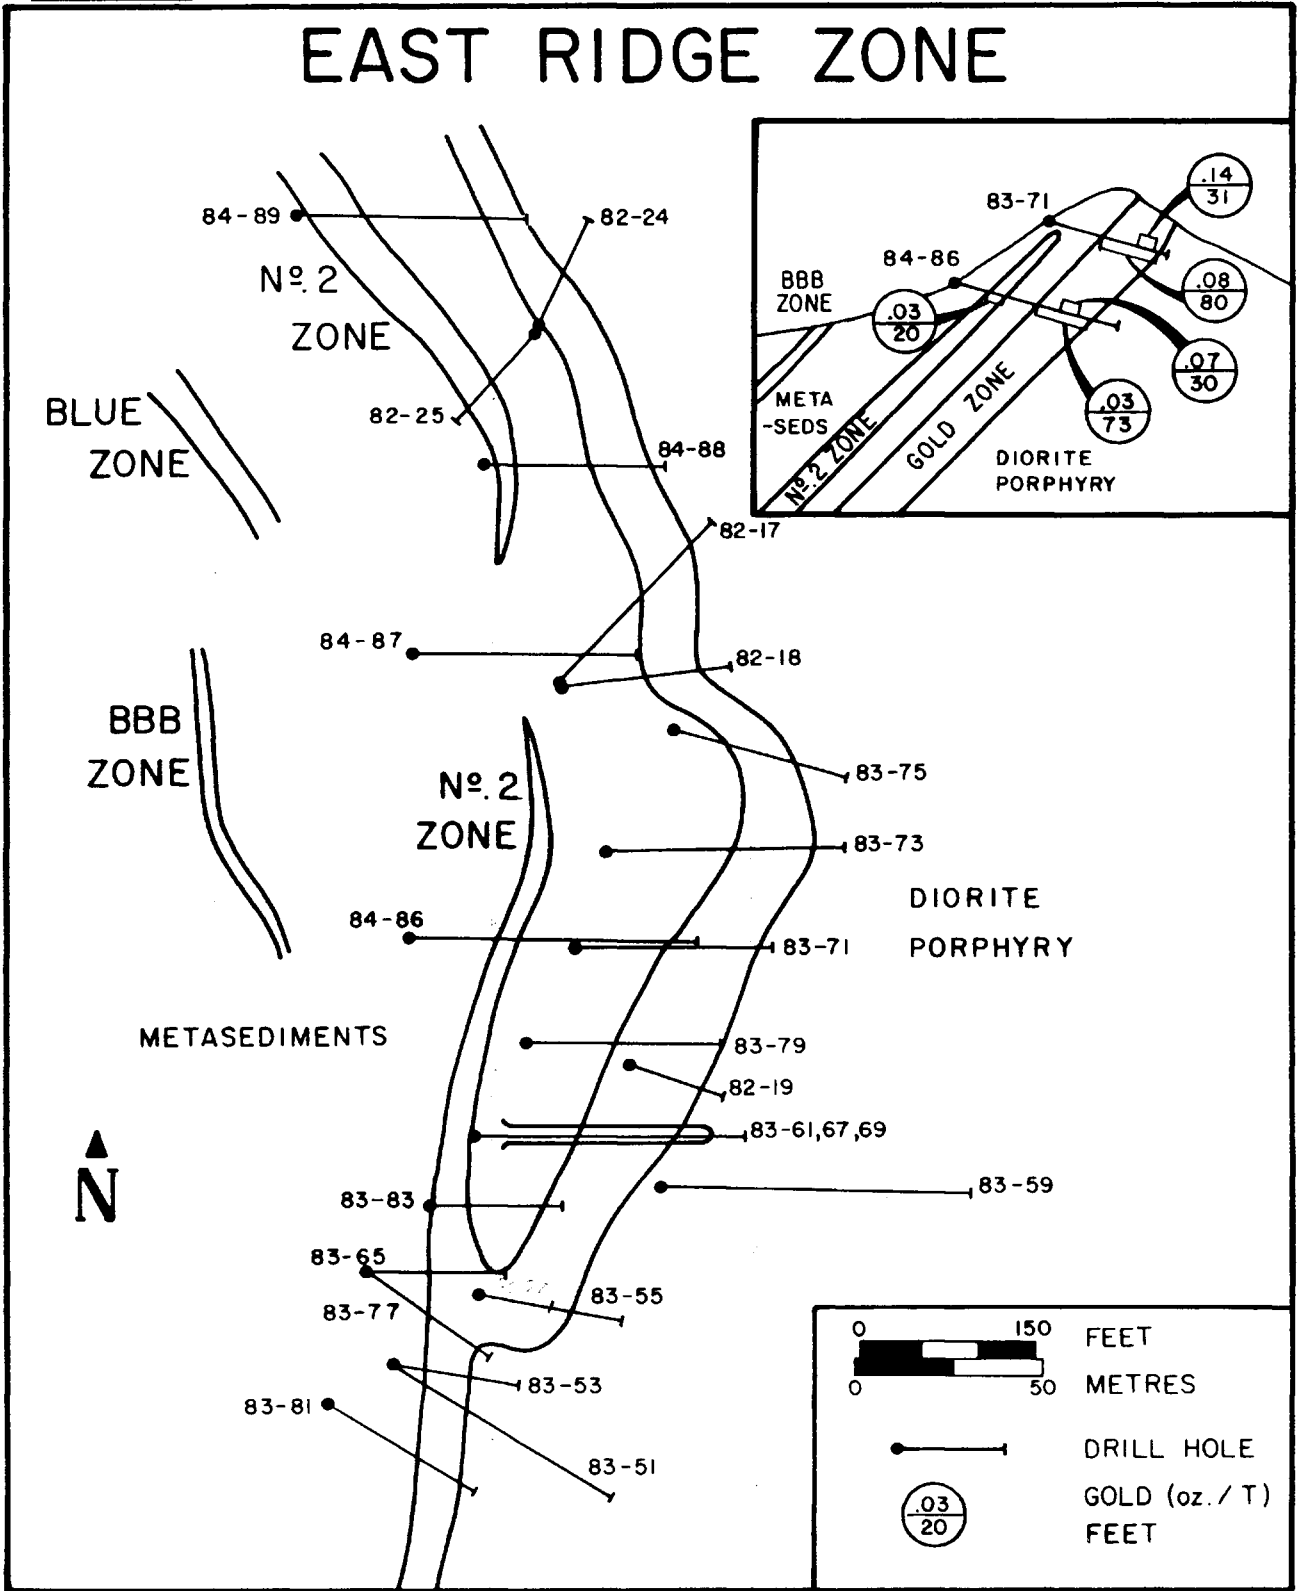 EAST RIDGE ZONE
84-89
82-24
Nº. 2
ZONE
82-25
BLUE
ZONE
84-88
82-17
84-87
82-18
BBB
ZONE
83-75
Nº. 2
ZONE
83-73
84-86
83-71
DIORITE
PORPHYRY
METASEDIMENTS
83-79
82-19
83-61,67,69
N
83-83
83-59
83-65
83-77
83-55
83-53
83-81
83-51
83-71
.14
31
84-86
BBB
ZONE
.03
20
.08
80
.07
30
.03
73
META
-SEDS
Nº. 2 ZONE
GOLD ZONE
DIORITE
PORPHYRY
0 150 FEET
0 50 METRES
DRILL HOLE
.03
20
GOLD (oz. / T)
FEET